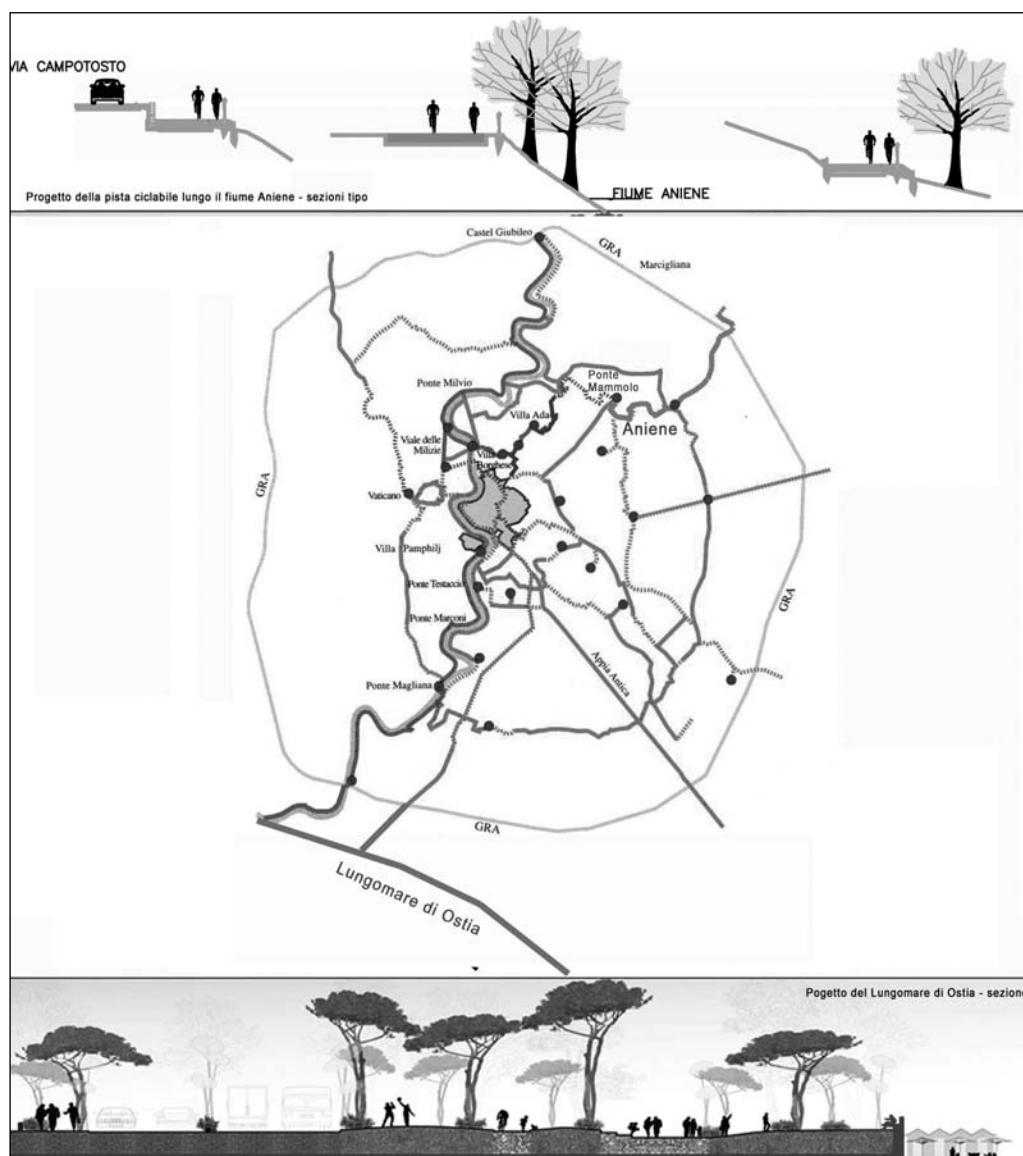 VIA CAMPOTOSTO
Progetto della pista ciclabile lungo il fiume Aniene - sezioni tipo
FIUME ANIENE
Castel Giubileo
GRA
Marcigliana
Ponte Milvio
Ponte
Mammolo
Villa Ada
Aniene
Viale delle
Milizie
Villa
Borghese
GRA
Vaticano
Villa Pamphilj
Ponte Testaccio
GRA
Ponte Marconi
Appia Antica
Ponte Magliana
GRA
Lungomare di Ostia
Pogetto del Lungomare di Ostia - sezione